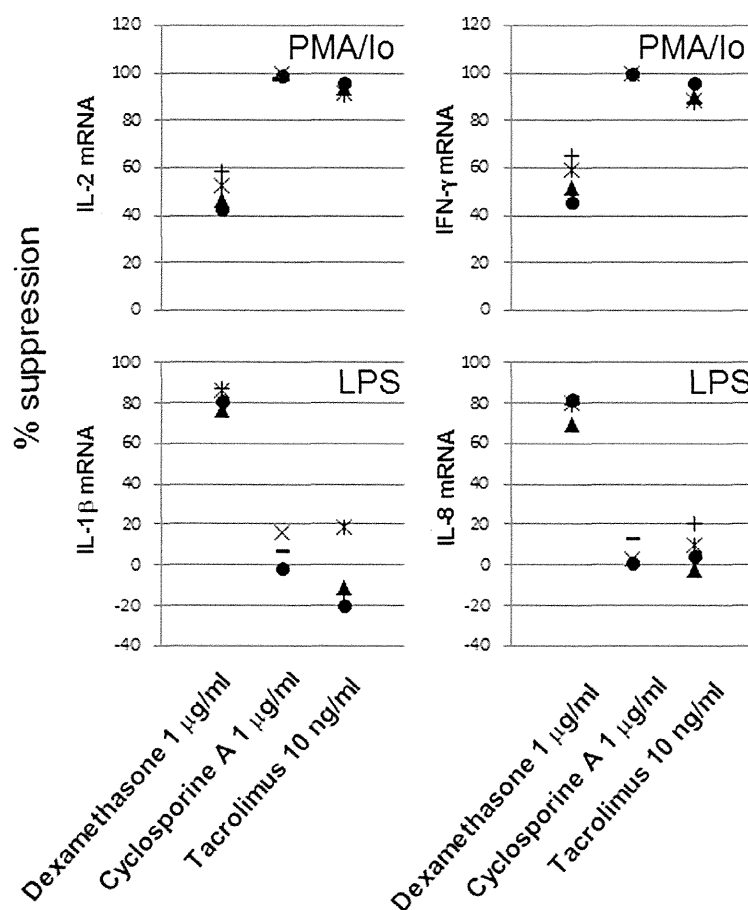 % suppression
PMA/Io
IL-2 mRNA
120
100
80
60
40
20
0
PMA/Io
IFN-γ mRNA
120
100
80
60
40
20
0
LPS
IL-1β mRNA
100
80
60
40
20
0
-20
-40
LPS
IL-8 mRNA
100
80
60
40
20
0
-20
-40
Dexamethasone 1 μg/ml
Cyclosporine A 1 μg/ml
Tacrolimus 10 ng/ml
Dexamethasone 1 μg/ml
Cyclosporine A 1 μg/ml
Tacrolimus 10 ng/ml